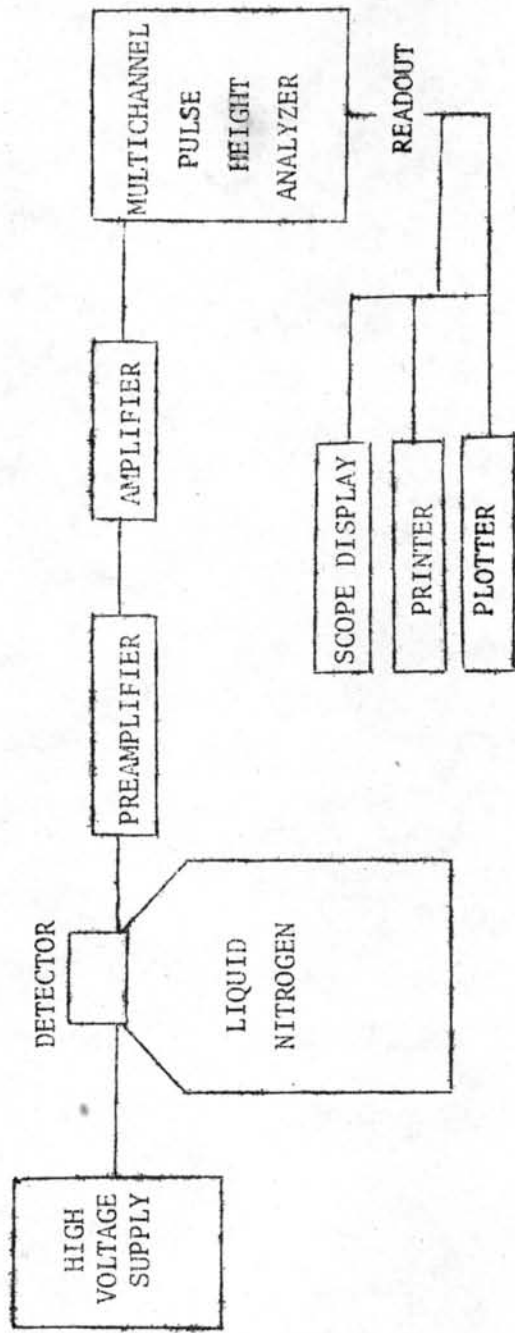 HIGH
VOLTAGE
SUPPLY
DETECTOR
LIQUID
NITROGEN
PREAMPLIFIER
AMPLIFIER
MULTICHANNEL
PULSE
HEIGHT
ANALYZER
READOUT
SCOPE DISPLAY
PRINTER
PLOTTER